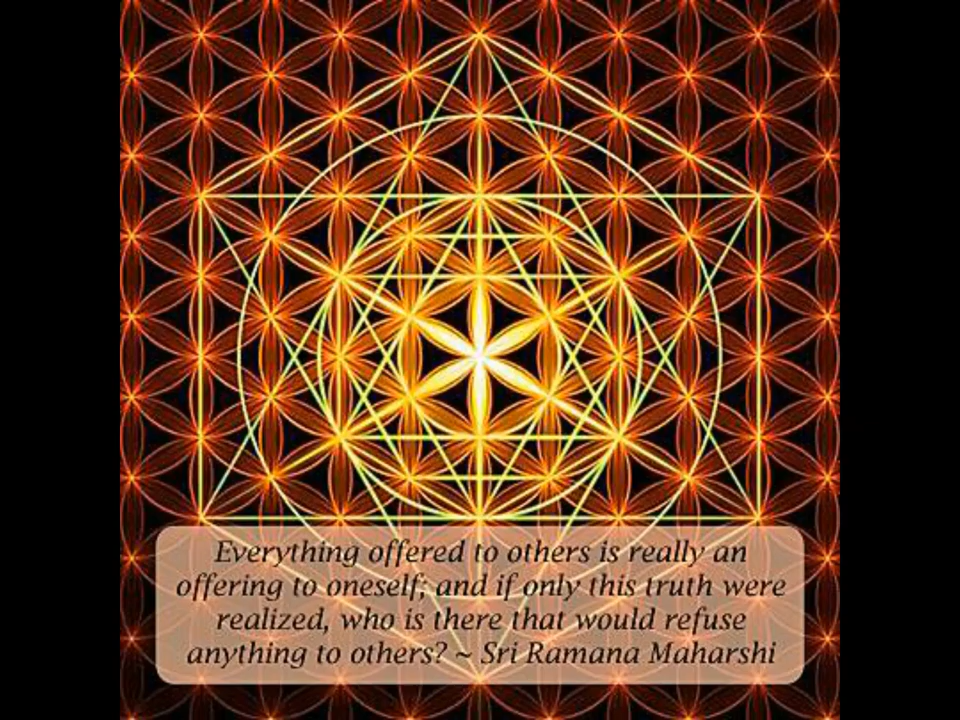 Everything offered to others is really an
offering to oneself; and if only this truth were
realized, who is there that would refuse
anything to others? ~ Sri Ramana Maharshi